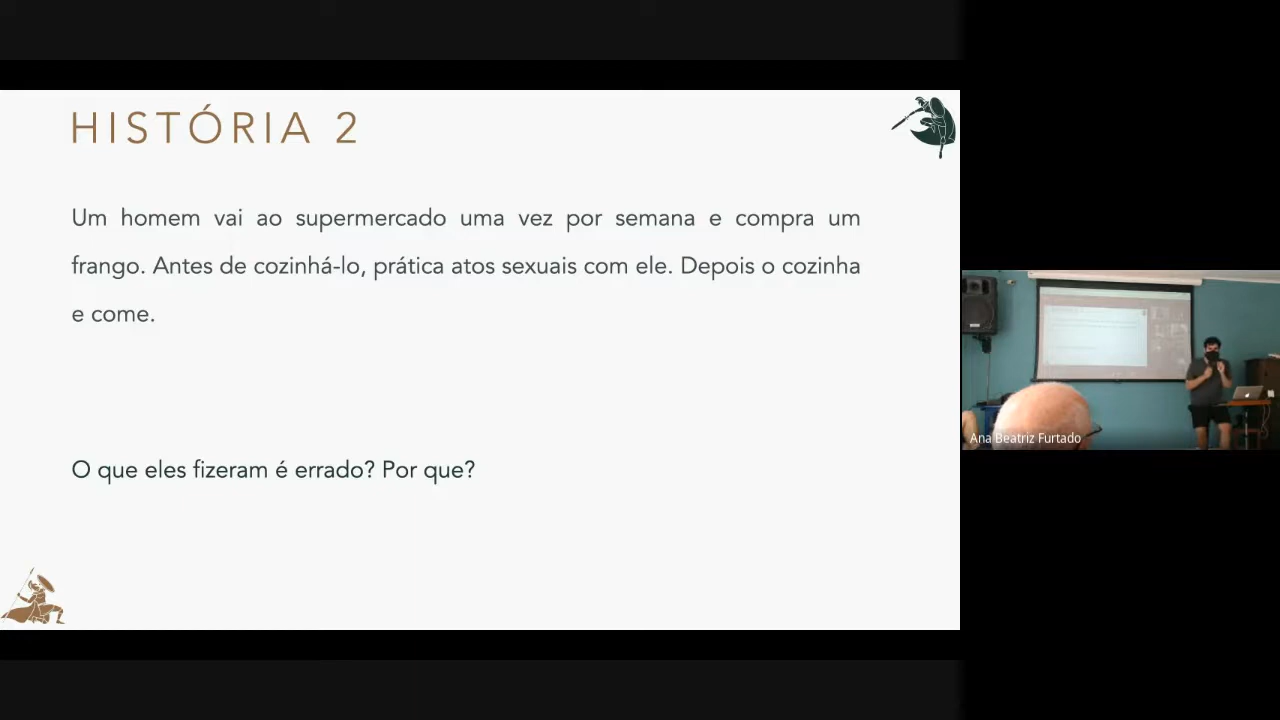 HISTÓRIA 2
Um homem vai ao supermercado uma vez por semana e compra um
frango. Antes de cozinhá-lo, prática atos sexuais com ele. Depois o cozinha
e come.
O que eles fizeram é errado? Por que?
Ana Beatriz Furtado